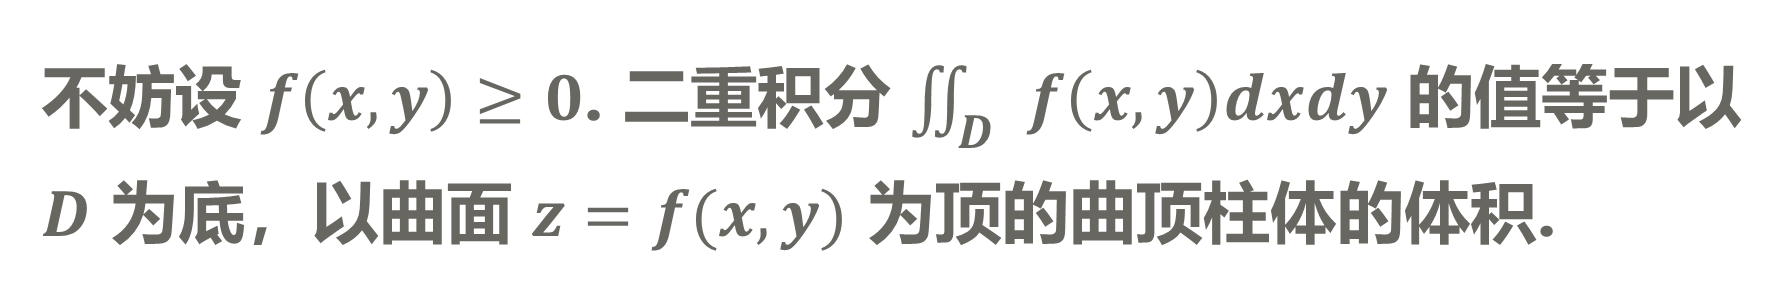 不妨设 f(x,y) ≥ 0. 二重积分 ∬_D f(x,y)dxdy 的值等于以
D 为底，以曲面 z = f(x,y) 为顶的曲顶柱体的体积.